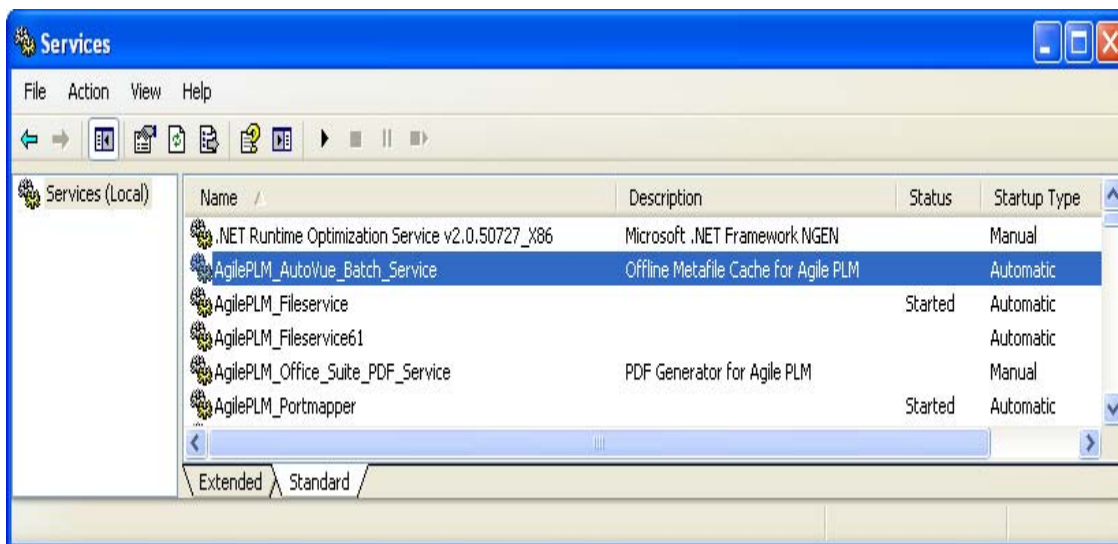 Services
File Action View Help
Services (Local)
Name Description Status Startup Type
.NET Runtime Optimization Service v2.0.50727_X86 Microsoft .NET Framework NGEN Manual
AgilePLM_AutoVue_Batch_Service Offline Metafile Cache for Agile PLM Automatic
AgilePLM_Fileservice Started Automatic
AgilePLM_Fileservice61 Automatic
AgilePLM_Office_Suite_PDF_Service PDF Generator for Agile PLM Manual
AgilePLM_Portmapper Started Automatic
Extended Standard